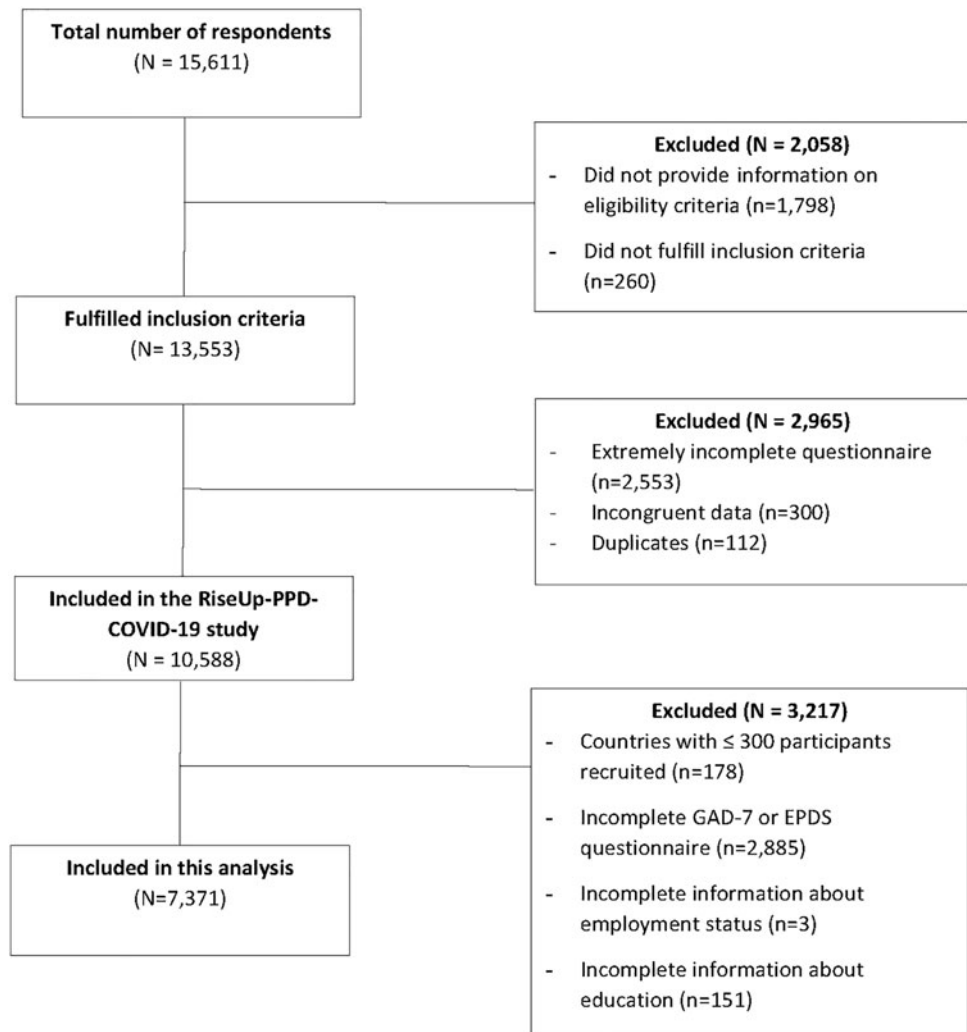 Total number of respondents
(N = 15,611)
Excluded (N = 2,058)
- Did not provide information on
eligibility criteria (n=1,798)
- Did not fulfill inclusion criteria
(n=260)
Fulfilled inclusion criteria
(N= 13,553)
Excluded (N = 2,965)
- Extremely incomplete questionnaire
(n=2,553)
- Incongruent data (n=300)
- Duplicates (n=112)
Included in the RiseUp-PPD-
COVID-19 study
(N = 10,588)
Excluded (N = 3,217)
- Countries with ≤ 300 participants
recruited (n=178)
- Incomplete GAD-7 or EPDS
questionnaire (n=2,885)
- Incomplete information about
employment status (n=3)
- Incomplete information about
education (n=151)
Included in this analysis
(N=7,371)